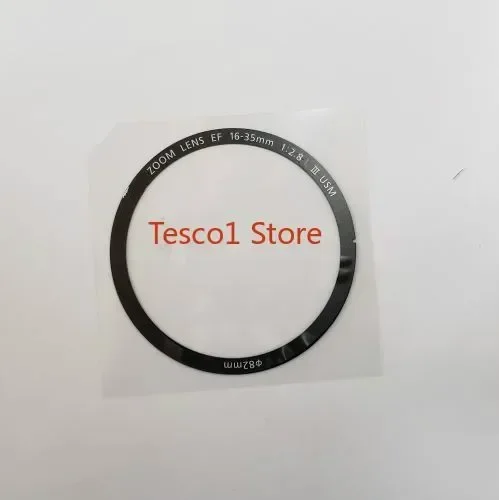 ZOOM LENS EF 16-35mm 1:2.8 L III USM
Tesco1 Store
Φ82mm